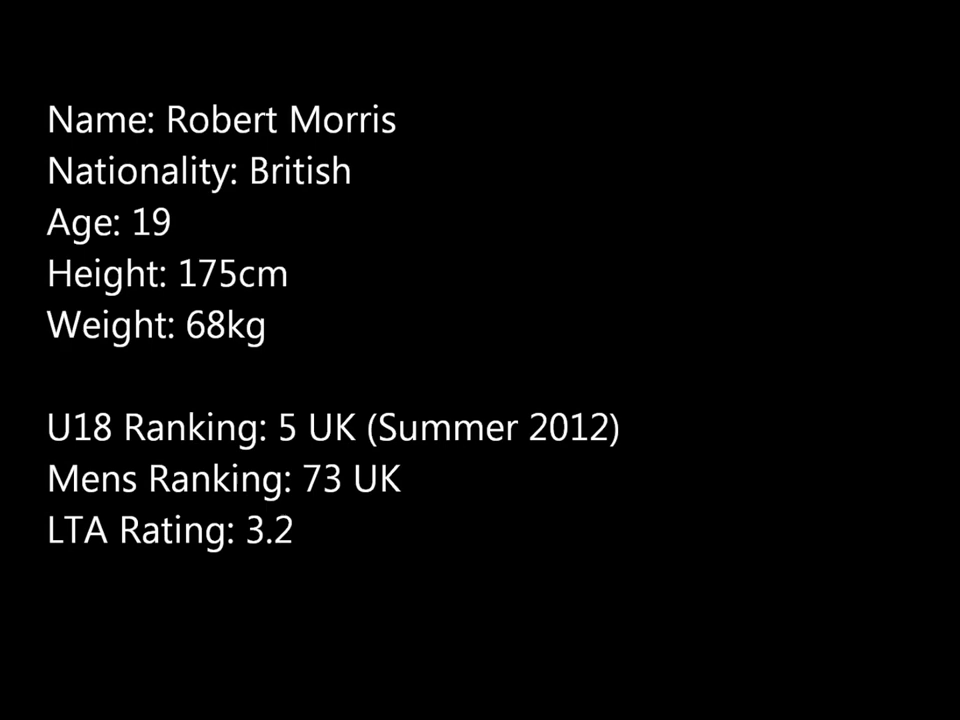 Name: Robert Morris
Nationality: British
Age: 19
Height: 175cm
Weight: 68kg
U18 Ranking: 5 UK (Summer 2012)
Mens Ranking: 73 UK
LTA Rating: 3.2